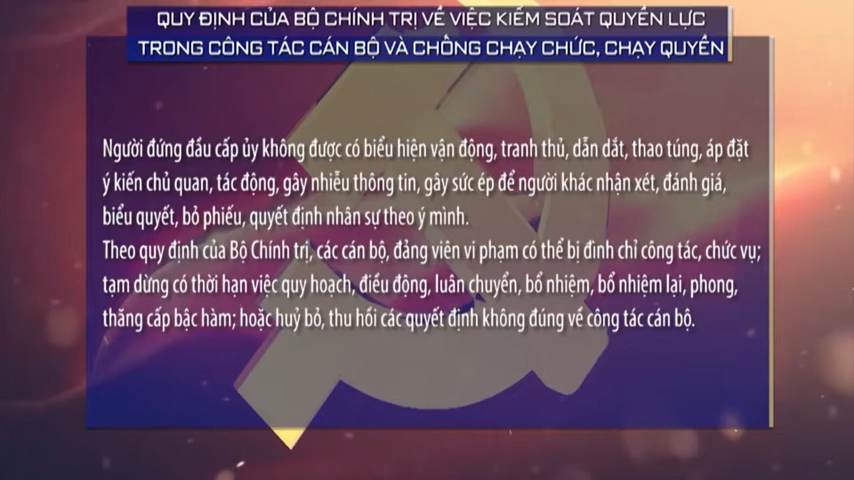 QUY ĐỊNH CỦA BỘ CHÍNH TRỊ VỀ VIỆC KIỂM SOÁT QUYỀN LỰC
TRONG CÔNG TÁC CÁN BỘ VÀ CHỐNG CHẠY CHỨC, CHẠY QUYỀN
Người đứng đầu cấp ủy không được có biểu hiện vận động, tranh thủ, dẫn dắt, thao túng, áp đặt
ý kiến chủ quan, tác động, gây nhiễu thông tin, gây sức ép để người khác nhận xét, đánh giá,
biểu quyết, bỏ phiếu, quyết định nhân sự theo ý mình.
Theo quy định của Bộ Chính trị, các cán bộ, đảng viên vi phạm có thể bị đình chỉ công tác, chức vụ;
tạm dừng có thời hạn việc quy hoạch, điều động, luân chuyển, bổ nhiệm, bổ nhiệm lại, phong,
thăng cấp bậc hàm; hoặc huỷ bỏ, thu hồi các quyết định không đúng về công tác cán bộ.